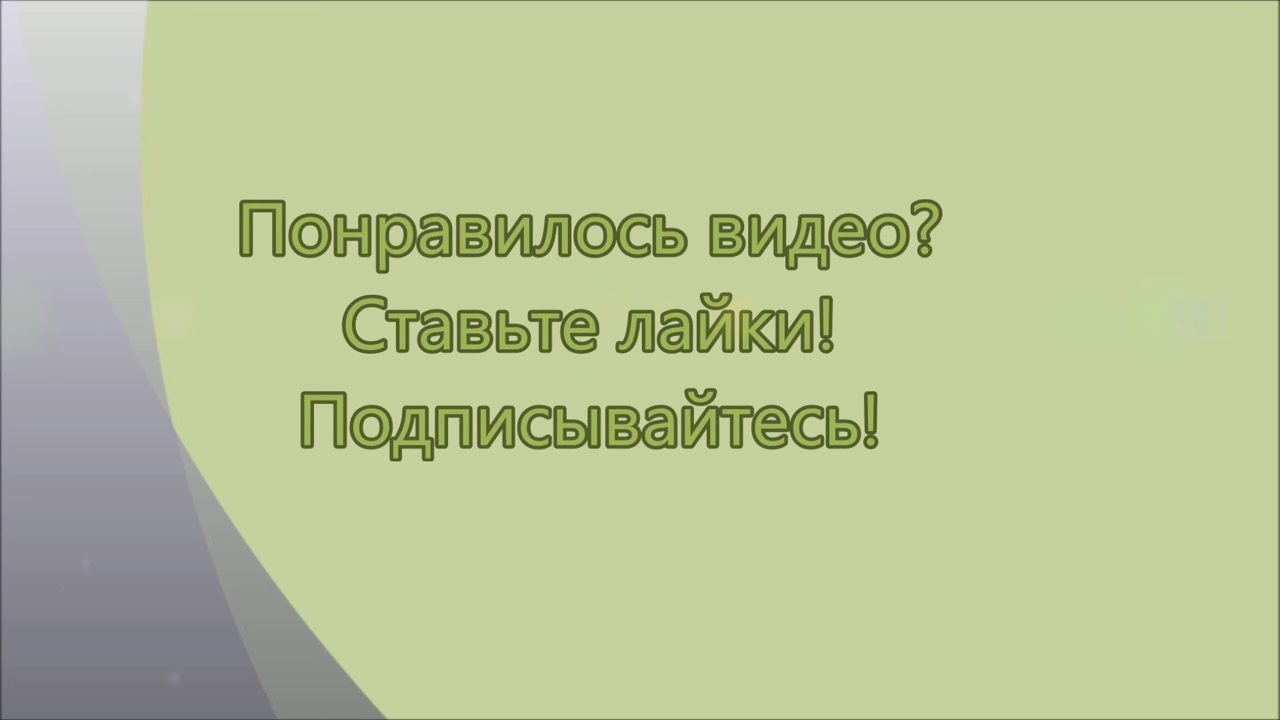 Понравилось видео?
Ставьте лайки!
Подписывайтесь!